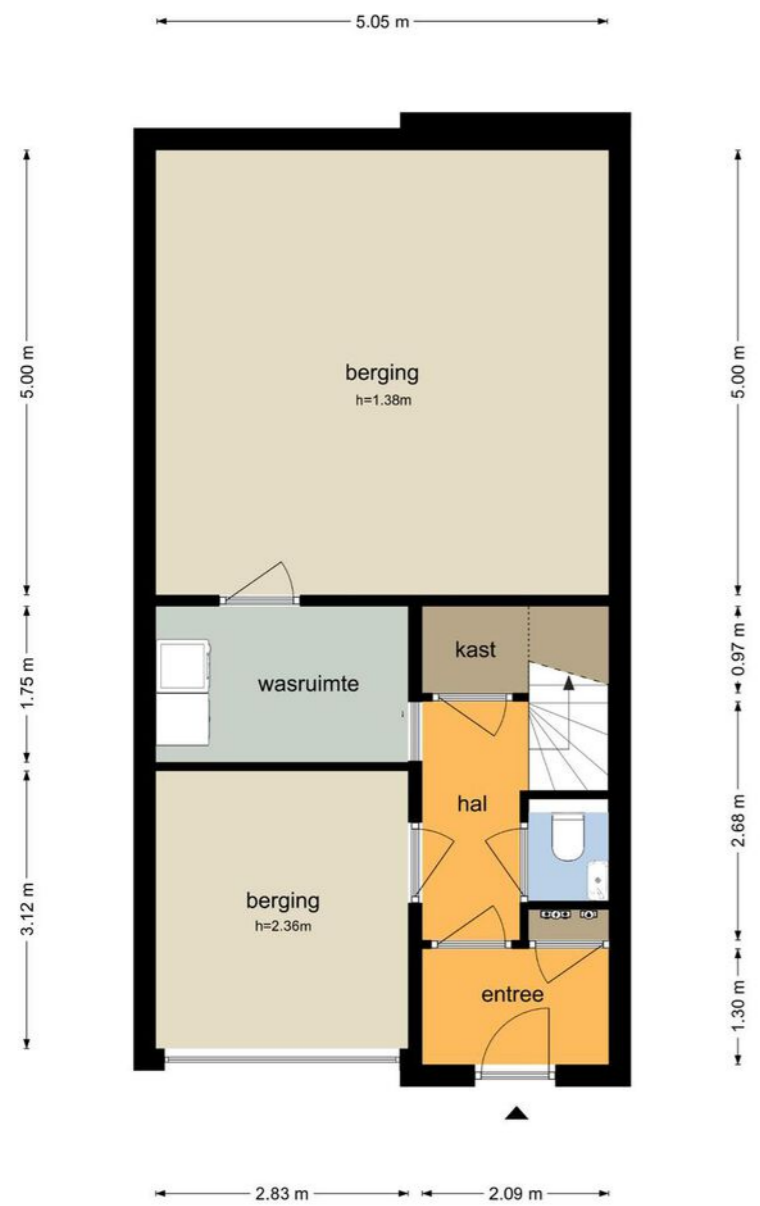 5.05 m
5.00 m
5.00 m
berging
h=1.38m
1.75 m
0.97 m
kast
wasruimte
hal
2.68 m
3.12 m
berging
h=2.36m
entree
1.30 m
2.83 m
2.09 m